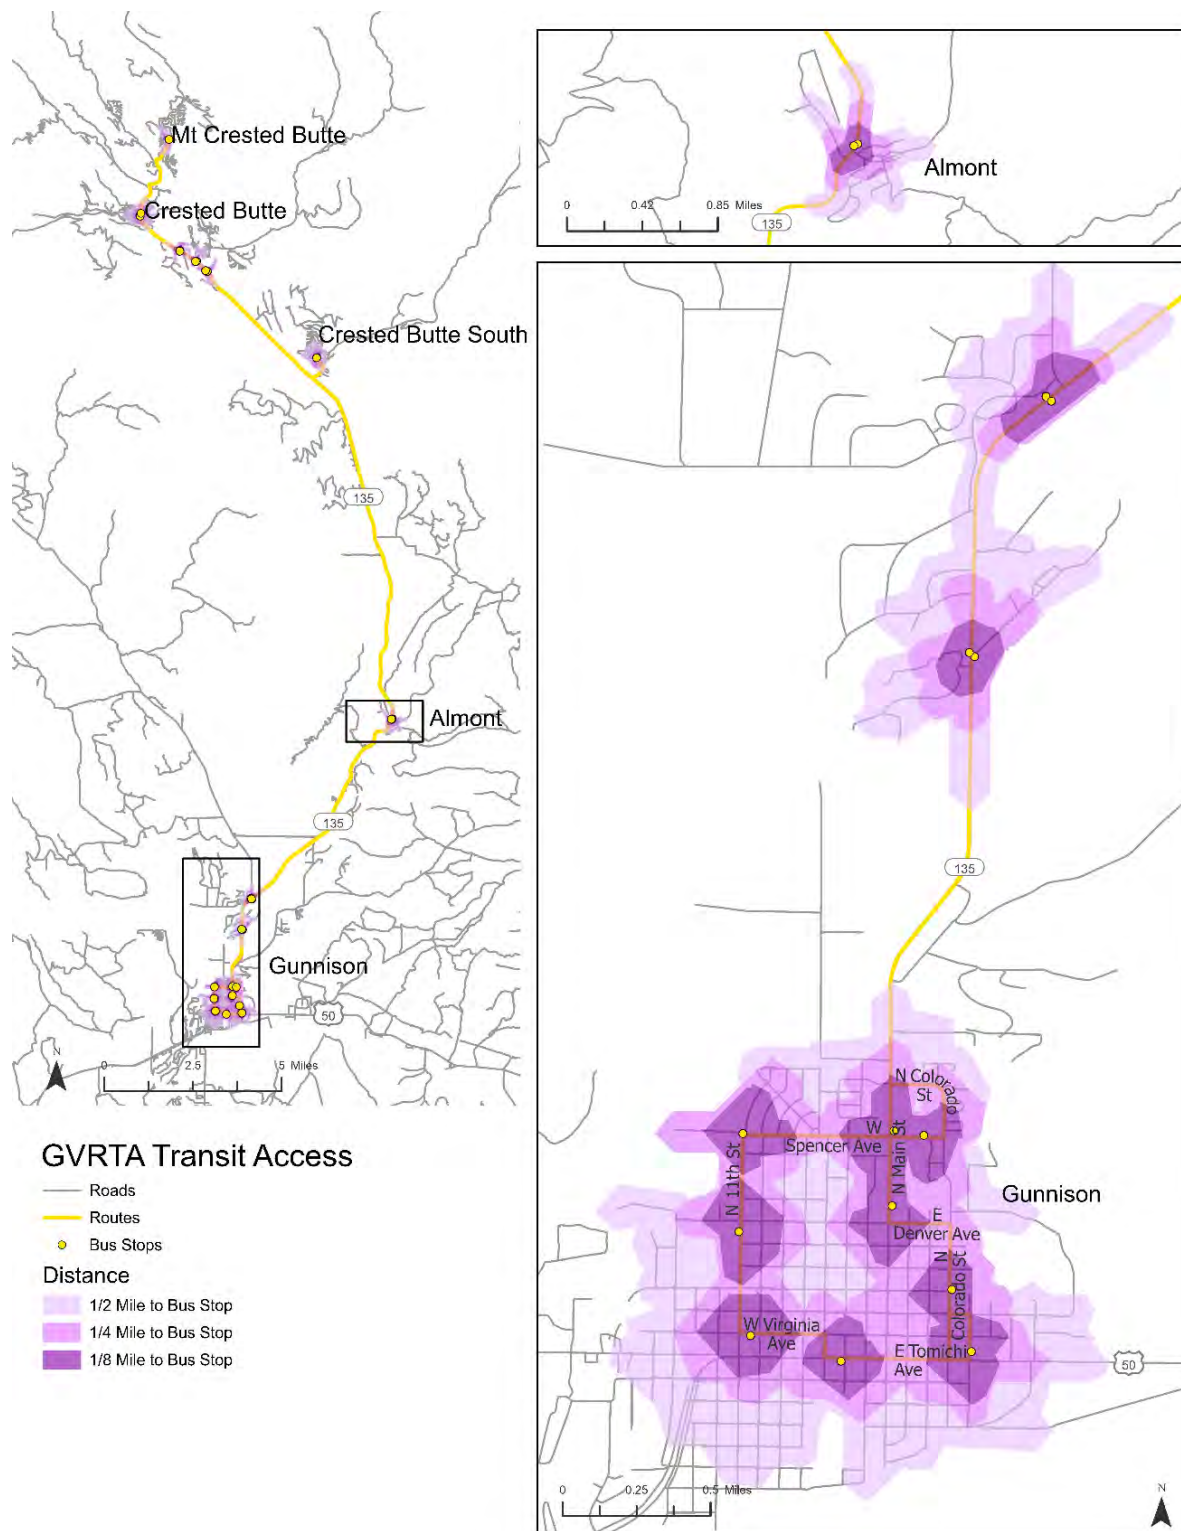 Mt Crested Butte
Crested Butte
Crested Butte South
135
Almont
135
Gunnison
50
N
0 2.5 5 Miles
GVRTA Transit Access
Roads
Routes
Bus Stops
Distance
1/2 Mile to Bus Stop
1/4 Mile to Bus Stop
1/8 Mile to Bus Stop
Almont
0 0.42 0.85 Miles
135
135
N Colorado
St
W
Spencer Ave
N Main St
N 11th St
Gunnison
E
Denver Ave
N
Colorado St
W Virginia
Ave
E Tomichi
Ave
50
0 0.25 0.5 Miles
N